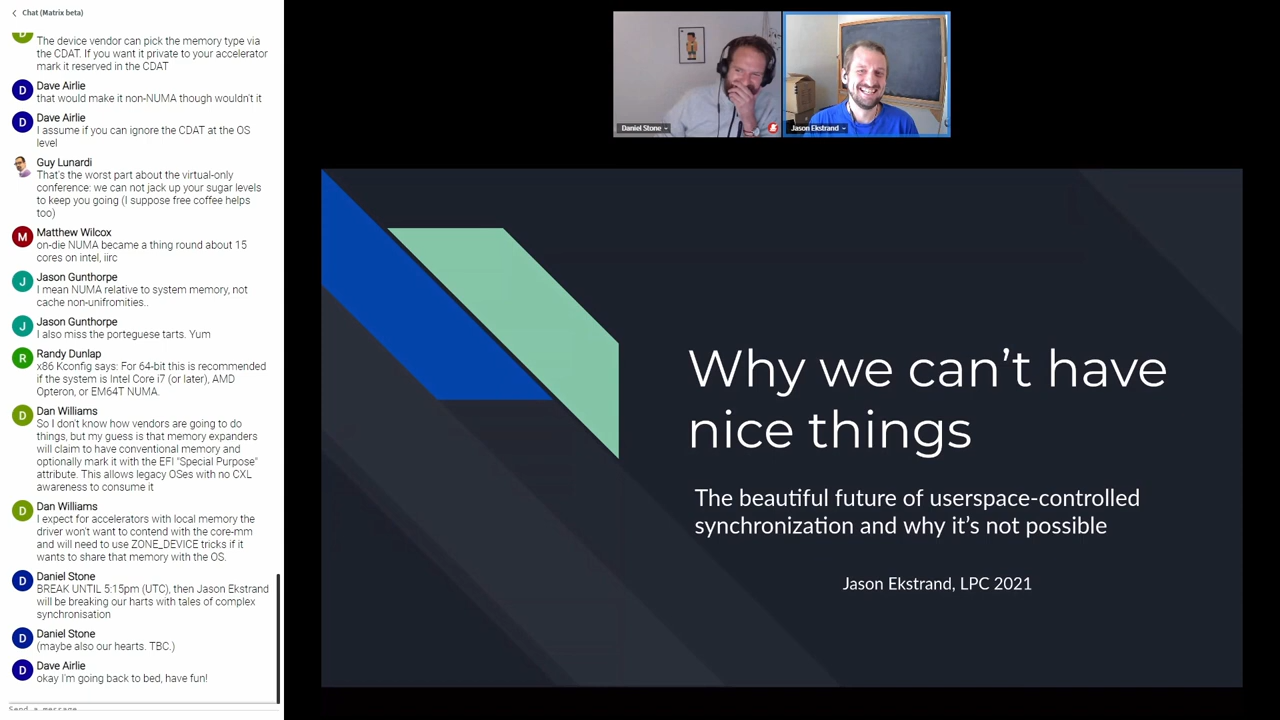 Chat (Matrix beta)
D
The device vendor can pick the memory type via
the CDAT. If you want it private to your accelerator
mark it reserved in the CDAT
D
Dave Airlie
that would make it non-NUMA though wouldn't it
D
Dave Airlie
I assume if you can ignore the CDAT at the OS
level
Guy Lunardi
That's the worst part about the virtual-only
conference: we can not jack up your sugar levels
to keep you going (I suppose free coffee helps
too)
M
Matthew Wilcox
on-die NUMA became a thing round about 15
cores on intel, iirc
J
Jason Gunthorpe
I mean NUMA relative to system memory, not
cache non-unifromities..
J
Jason Gunthorpe
I also miss the porteguese tarts. Yum
R
Randy Dunlap
x86 Kconfig says: For 64-bit this is recommended
if the system is Intel Core i7 (or later), AMD
Opteron, or EM64T NUMA.
D
Dan Williams
So I don't know how vendors are going to do
things, but my guess is that memory expanders
will claim to have conventional memory and
optionally mark it with the EFI "Special Purpose"
attribute. This allows legacy OSes with no CXL
awareness to consume it
D
Dan Williams
I expect for accelerators with local memory the
driver won't want to contend with the core-mm
and will need to use ZONE_DEVICE tricks if it
wants to share that memory with the OS.
D
Daniel Stone
BREAK UNTIL 5:15pm (UTC), then Jason Ekstrand
will be breaking our harts with tales of complex
synchronisation
D
Daniel Stone
(maybe also our hearts. TBC.)
D
Dave Airlie
okay I'm going back to bed, have fun!
Send a message
Daniel Stone
Jason Ekstrand
Why we can't have
nice things
The beautiful future of userspace-controlled
synchronization and why it's not possible
Jason Ekstrand, LPC 2021